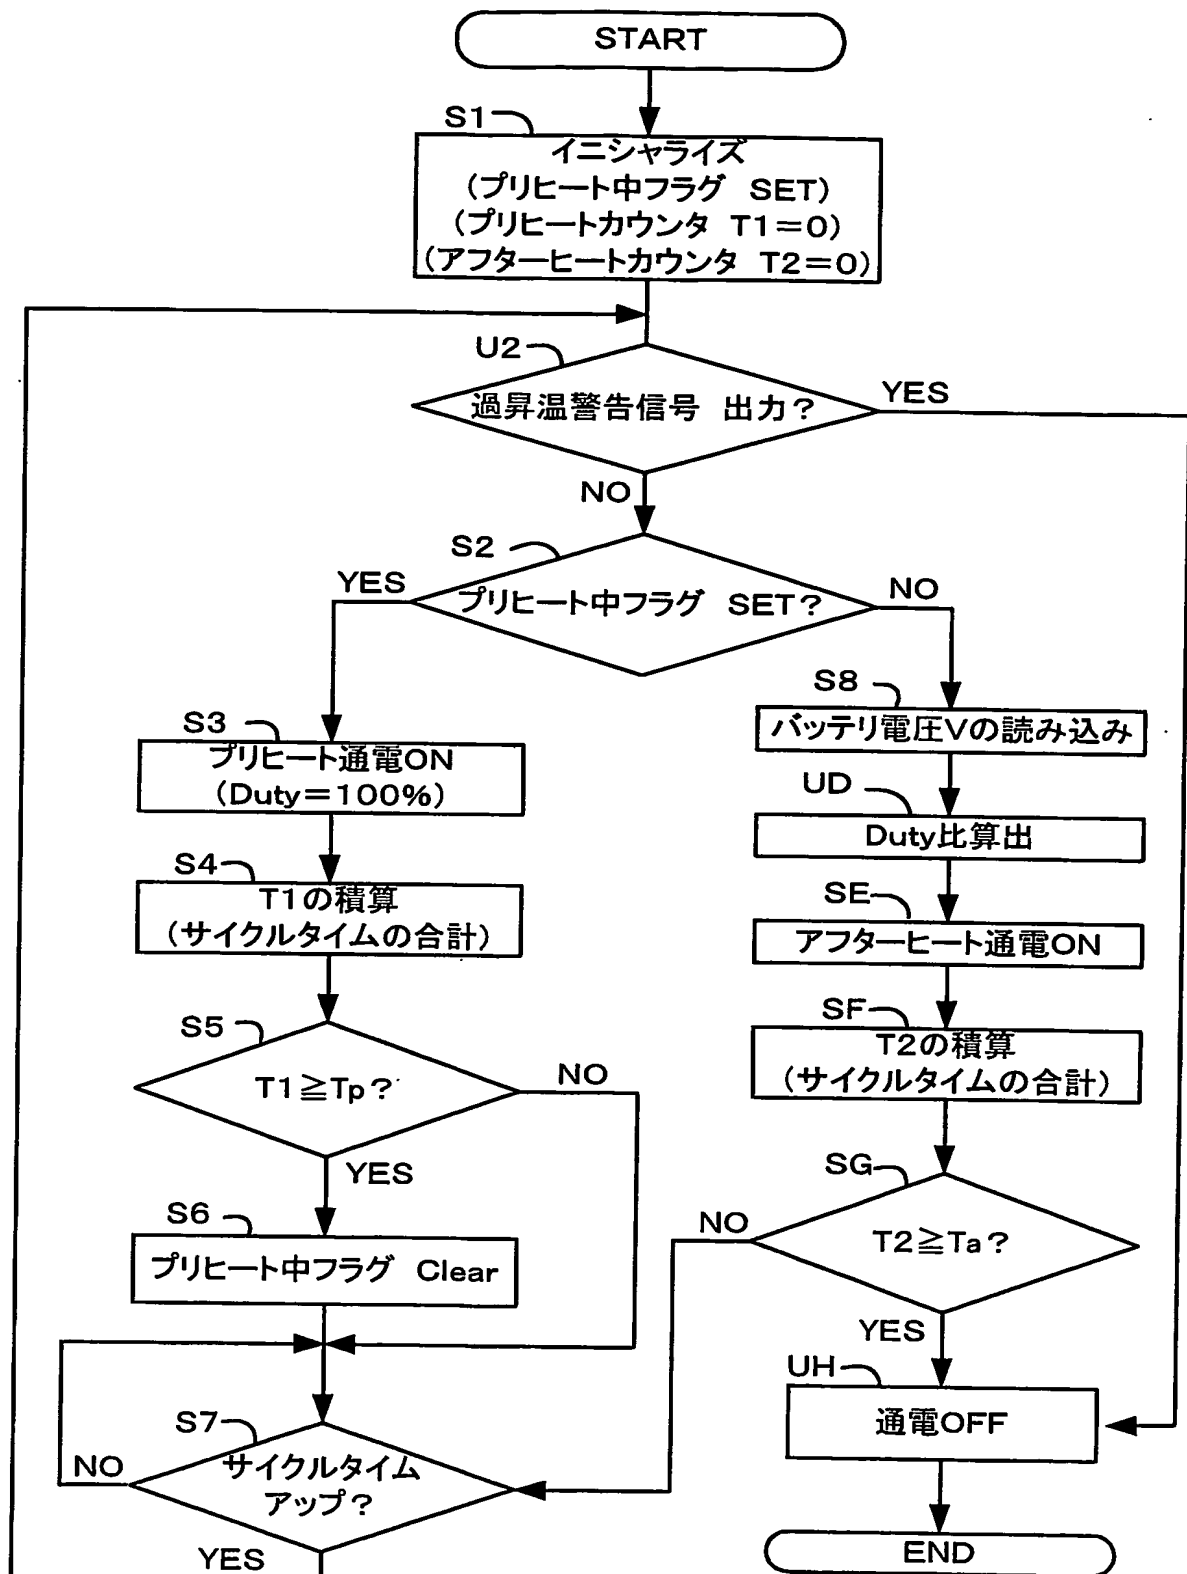 START
S1
イニシャライズ
(プリヒート中フラグ SET)
(プリヒートカウンタ T1=0)
(アフターヒートカウンタ T2=0)
U2
過昇温警告信号 出力?
YES
NO
S2
プリヒート中フラグ SET?
YES
NO
S3
プリヒート通電ON
(Duty=100%)
S4
T1の積算
(サイクルタイムの合計)
S5
T1≧Tp?
NO
YES
S6
プリヒート中フラグ Clear
S7
サイクルタイム
アップ?
NO
YES
S8
バッテリ電圧Vの読み込み
UD
Duty比算出
SE
アフターヒート通電ON
SF
T2の積算
(サイクルタイムの合計)
SG
T2≧Ta?
NO
YES
UH
通電OFF
END